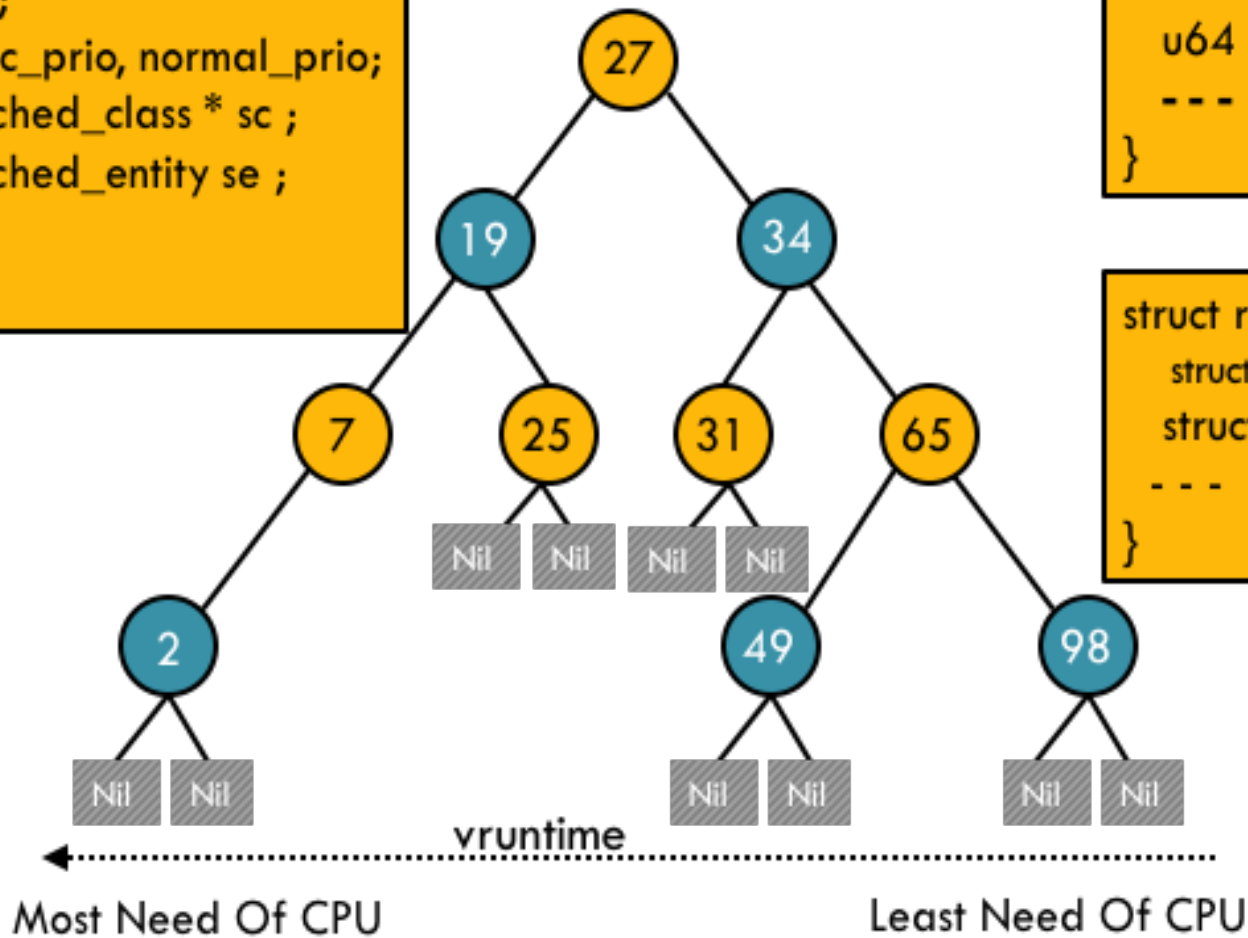 ;
c_prio, normal_prio;
ched_class * sc ;
ched_entity se ;
u64
---
}
struct r
struct
struct
- - -
}
27
19
34
7
25
31
65
Nil
Nil
Nil
Nil
2
49
98
Nil
Nil
Nil
Nil
Nil
Nil
vruntime
Most Need Of CPU
Least Need Of CPU